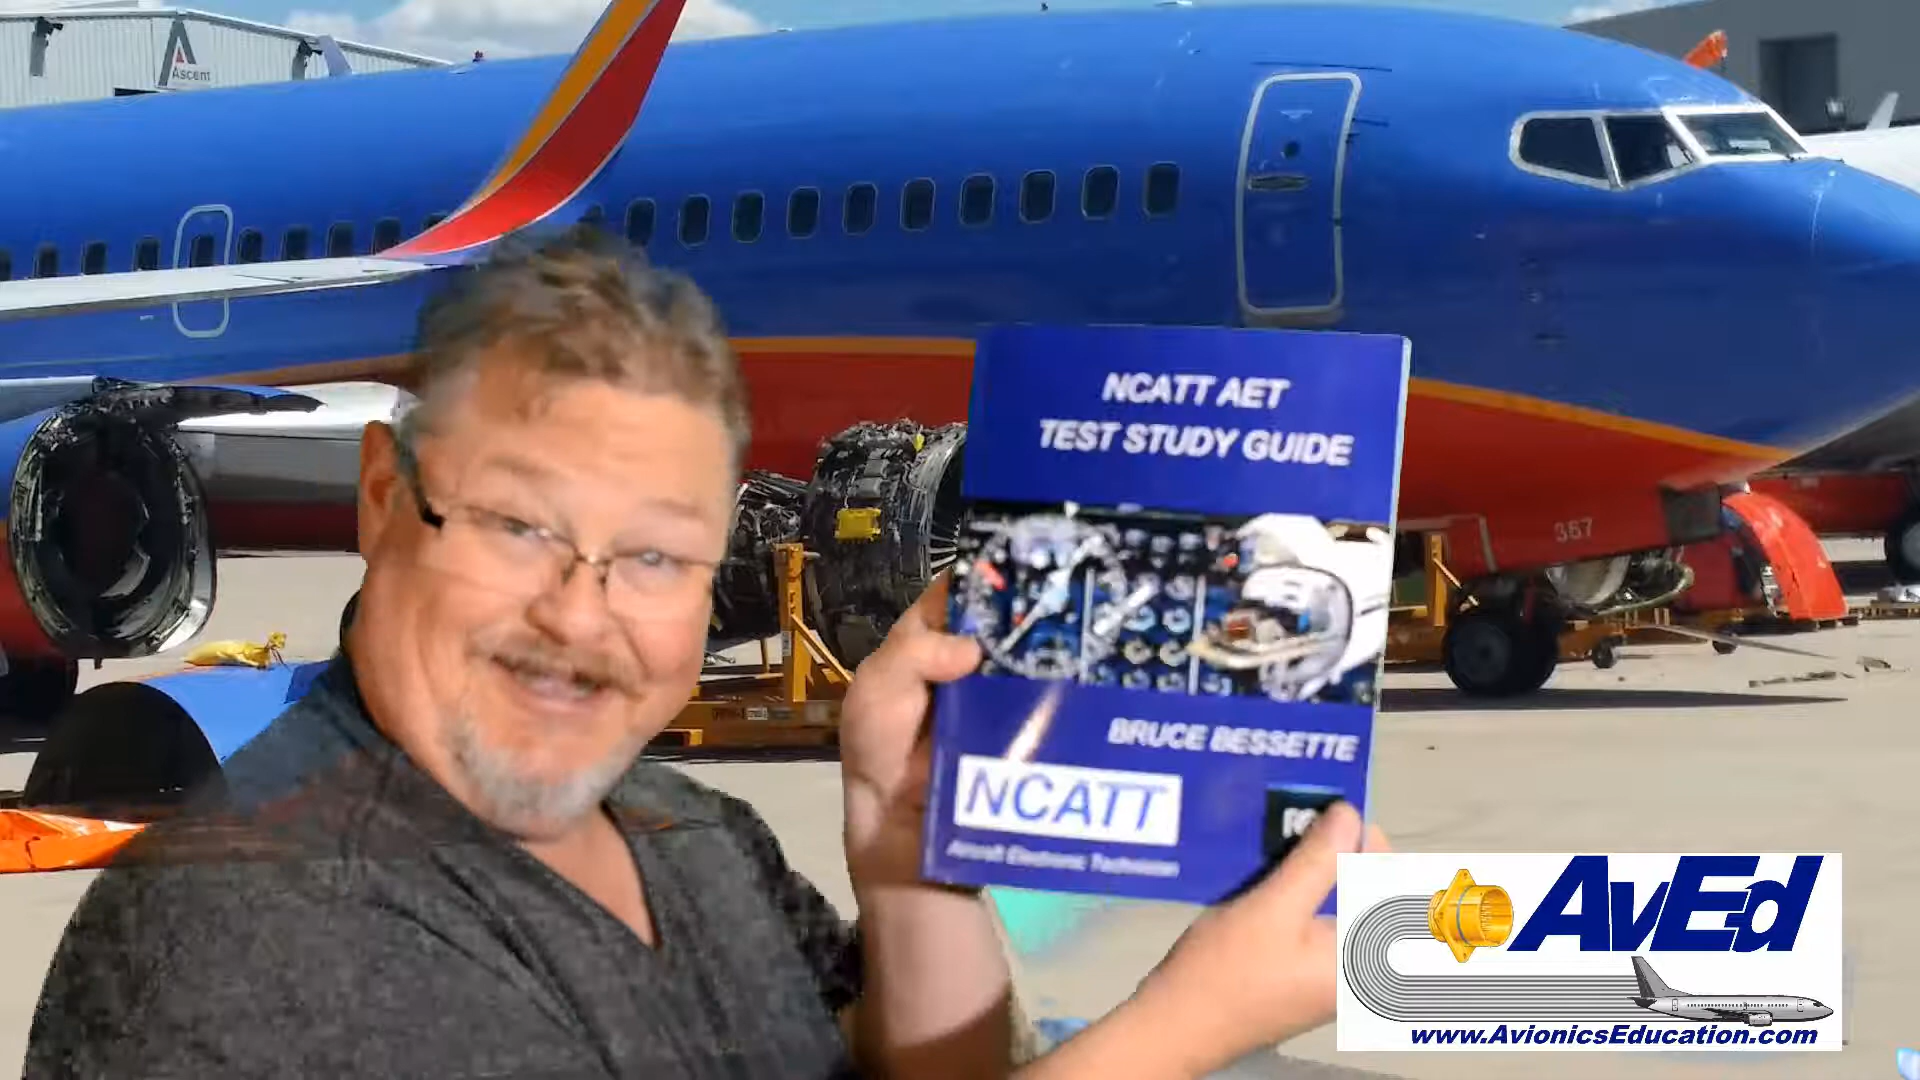 Ascent
NCATT AET
TEST STUDY GUIDE
367
BRUCE BESSETTE
NCATT
Aircraft Electronic Technician
AvEd
www.AvionicsEducation.com